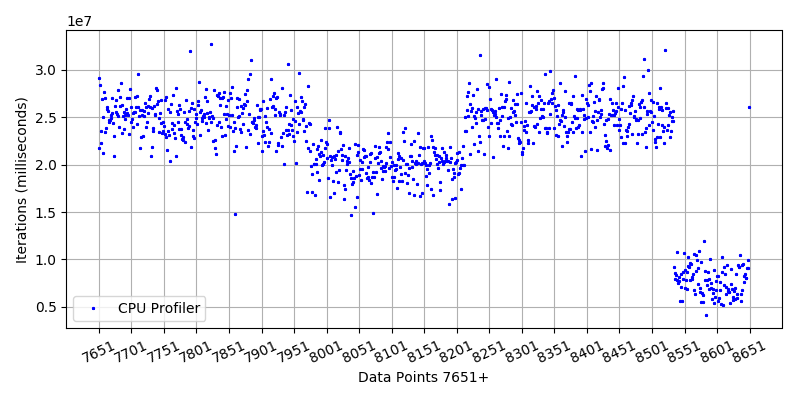 1e7
3.0
2.5
2.0
1.5
1.0
0.5
Iterations (milliseconds)
CPU Profiler
7651 7701 7751 7801 7851 7901 7951 8001 8051 8101 8151 8201 8251 8301 8351 8401 8451 8501 8551 8601 8651
Data Points 7651+